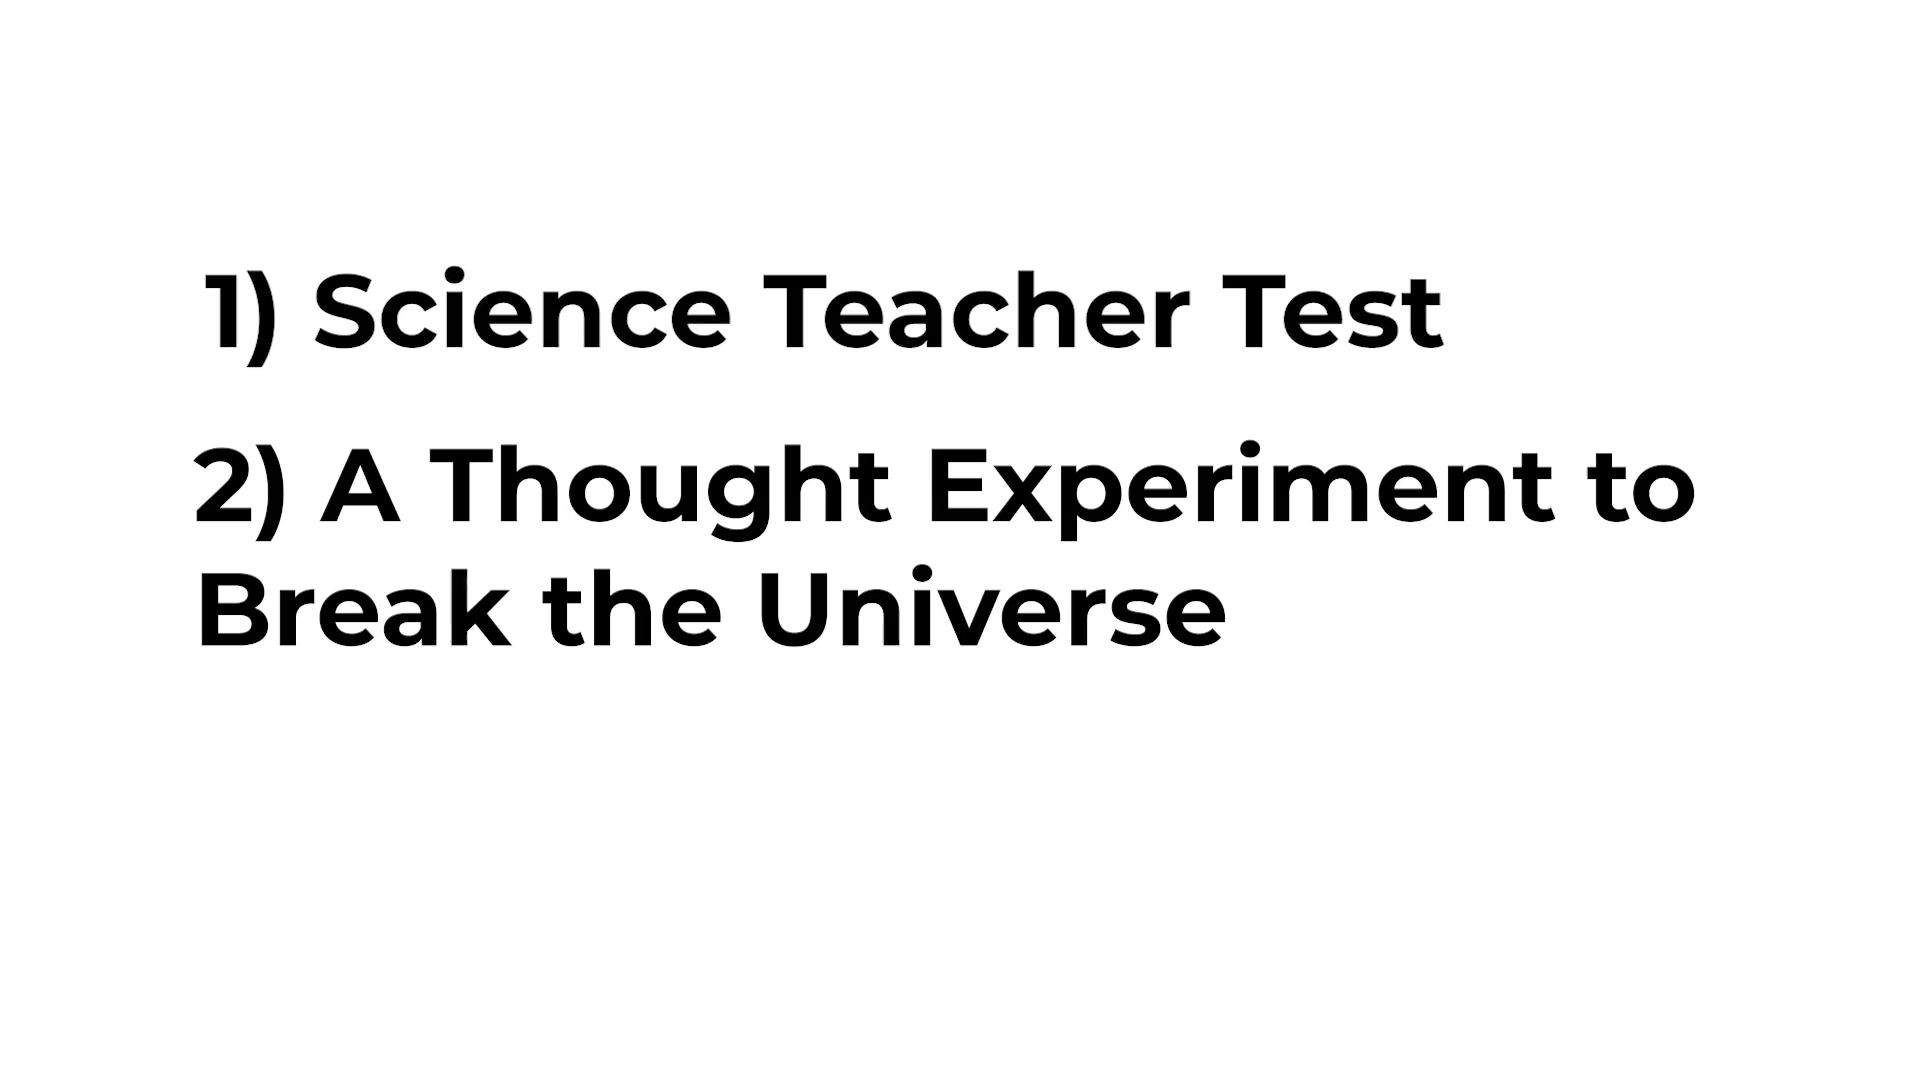 1) Science Teacher Test
2) A Thought Experiment to
Break the Universe